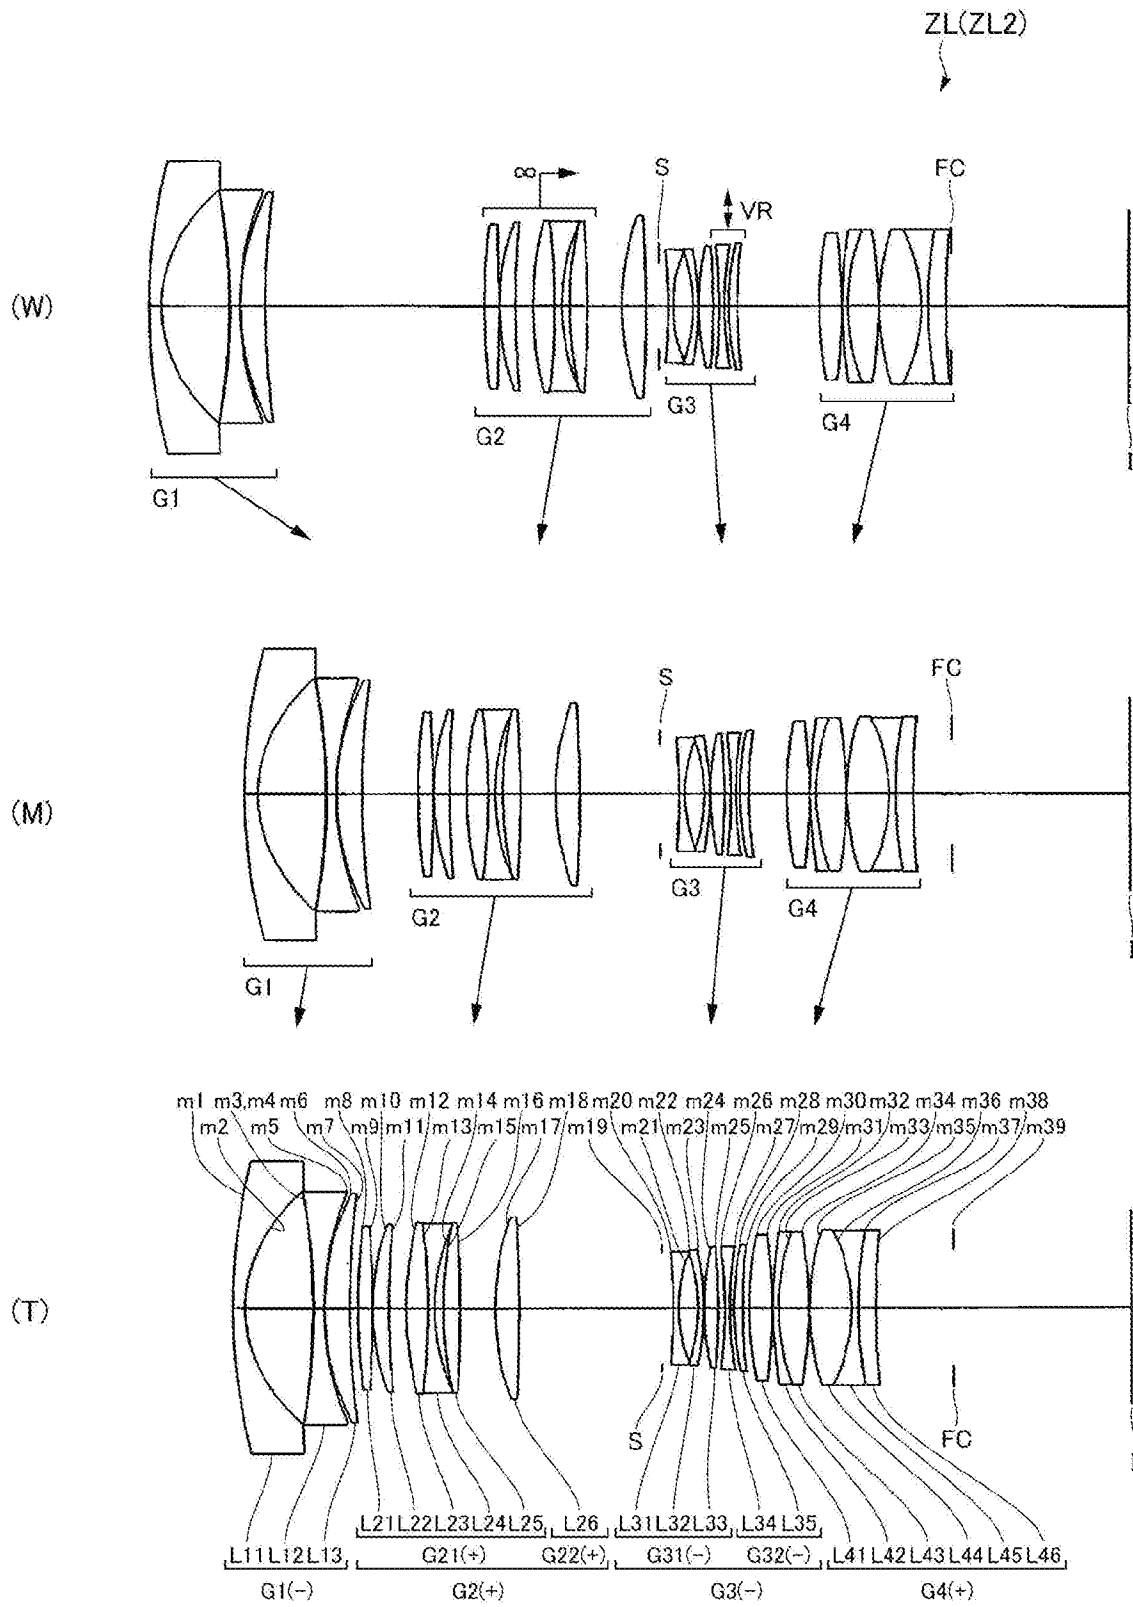 ZL(ZL2)
S FC
∞
VR
(W)
G3
G4
G2
G1
S FC
(M)
G3
G4
G2
G1
m1 m3,m4 m6 m8 m10 m12 m14 m16 m18 m20 m22 m24 m26 m28 m30 m32 m34 m36 m38
m2 m5 m7 m9 m11 m13 m15 m17 m19 m21 m23 m25 m27 m29 m31 m33 m35 m37 m39
(T)
S FC
L21 L22 L23 L24 L25 L26 L31 L32 L33 L34 L35
L11 L12 L13 G21(+) G22(+) G31(-) G32(-) L41 L42 L43 L44 L45 L46
G1(-) G2(+) G3(-) G4(+)